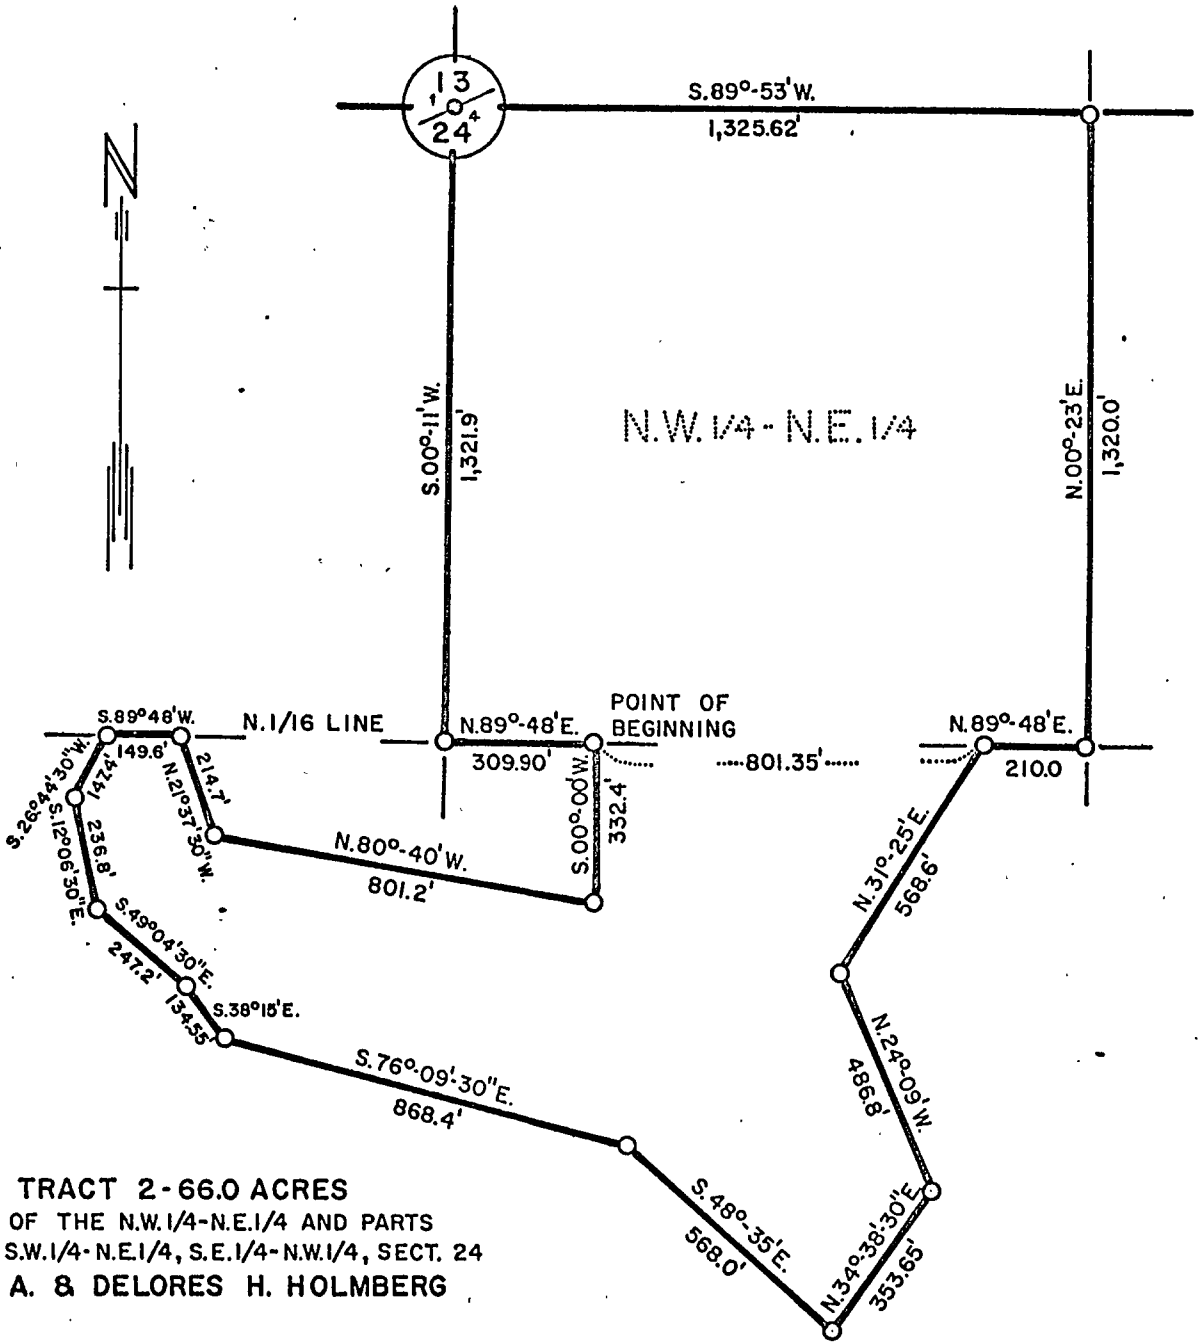 13
1
4
24
N
S.89°-53'W.
1,325.62'
S.00°-11'W.
1,321.9'
N.W. 1/4 - N.E. 1/4
N.00°-23'E.
1,320.0'
S.89°48'W.
149.6'
N.1/16 LINE
N.89°-48'E.
309.90'
POINT OF
BEGINNING
801.35'
N.89°-48'E.
210.0
S.26°44'30"W.
147.4'
214.7'
N.21°37'30"W.
S.12°06'30"E.
236.8'
N.80°-40'W.
801.2'
S.00°-00'W.
332.4'
N.31°-25'E.
568.6'
S.49°04'30"E.
247.2'
S.38°15'E.
134.55'
S.76°-09'-30"E.
868.4'
N.24°-09'W.
486.8'
S.48°-35'E.
568.0'
N.34°-38'-30"E.
353.65'
TRACT 2-66.0 ACRES
OF THE N.W.1/4-N.E.1/4 AND PARTS
S.W.1/4-N.E.1/4, S.E.1/4-N.W.1/4, SECT. 24
A. & DELORES H. HOLMBERG